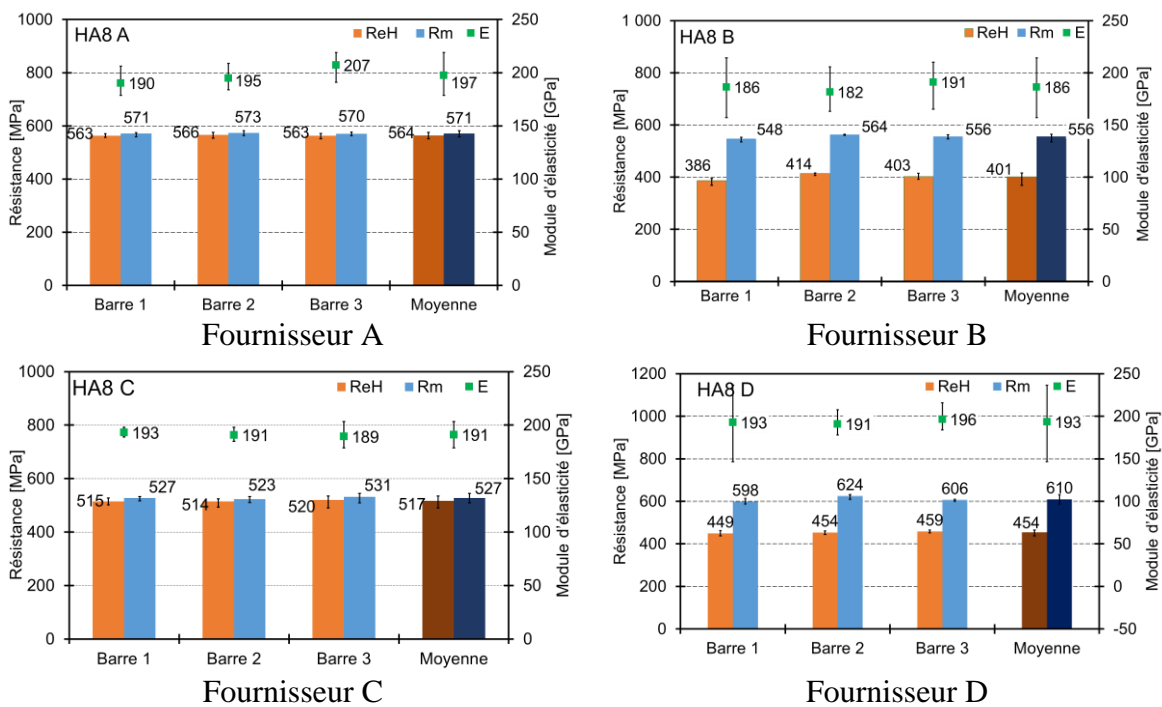 HA8 A
ReH Rm E
Résistance [MPa]
1000
800
600
400
200
0
190 195 207 197
563 571 566 573 563 570 564 571
250
200
150
100
50
0
Module d'élasticité [GPa]
Barre 1 Barre 2 Barre 3 Moyenne
Fournisseur A
HA8 B
ReH Rm E
Résistance [MPa]
1 000
800
600
400
200
0
186 182 191 186
386 548 414 564 403 556 401 556
250
200
150
100
50
0
Module d'élasticité [GPa]
Barre 1 Barre 2 Barre 3 Moyenne
Fournisseur B
HA8 C
ReH Rm E
Résistance [MPa]
1000
800
600
400
200
0
193 191 189 191
515 527 514 523 520 531 517 527
250
200
150
100
50
0
Module d'élasticité [GPa]
Barre 1 Barre 2 Barre 3 Moyenne
Fournisseur C
HA8 D
ReH Rm E
Résistance [MPa]
1200
1000
800
600
400
200
0
193 191 196 193
449 598 454 624 459 606 454 610
250
200
150
100
50
0
-50
Module d'élasticité [GPa]
Barre 1 Barre 2 Barre 3 Moyenne
Fournisseur D